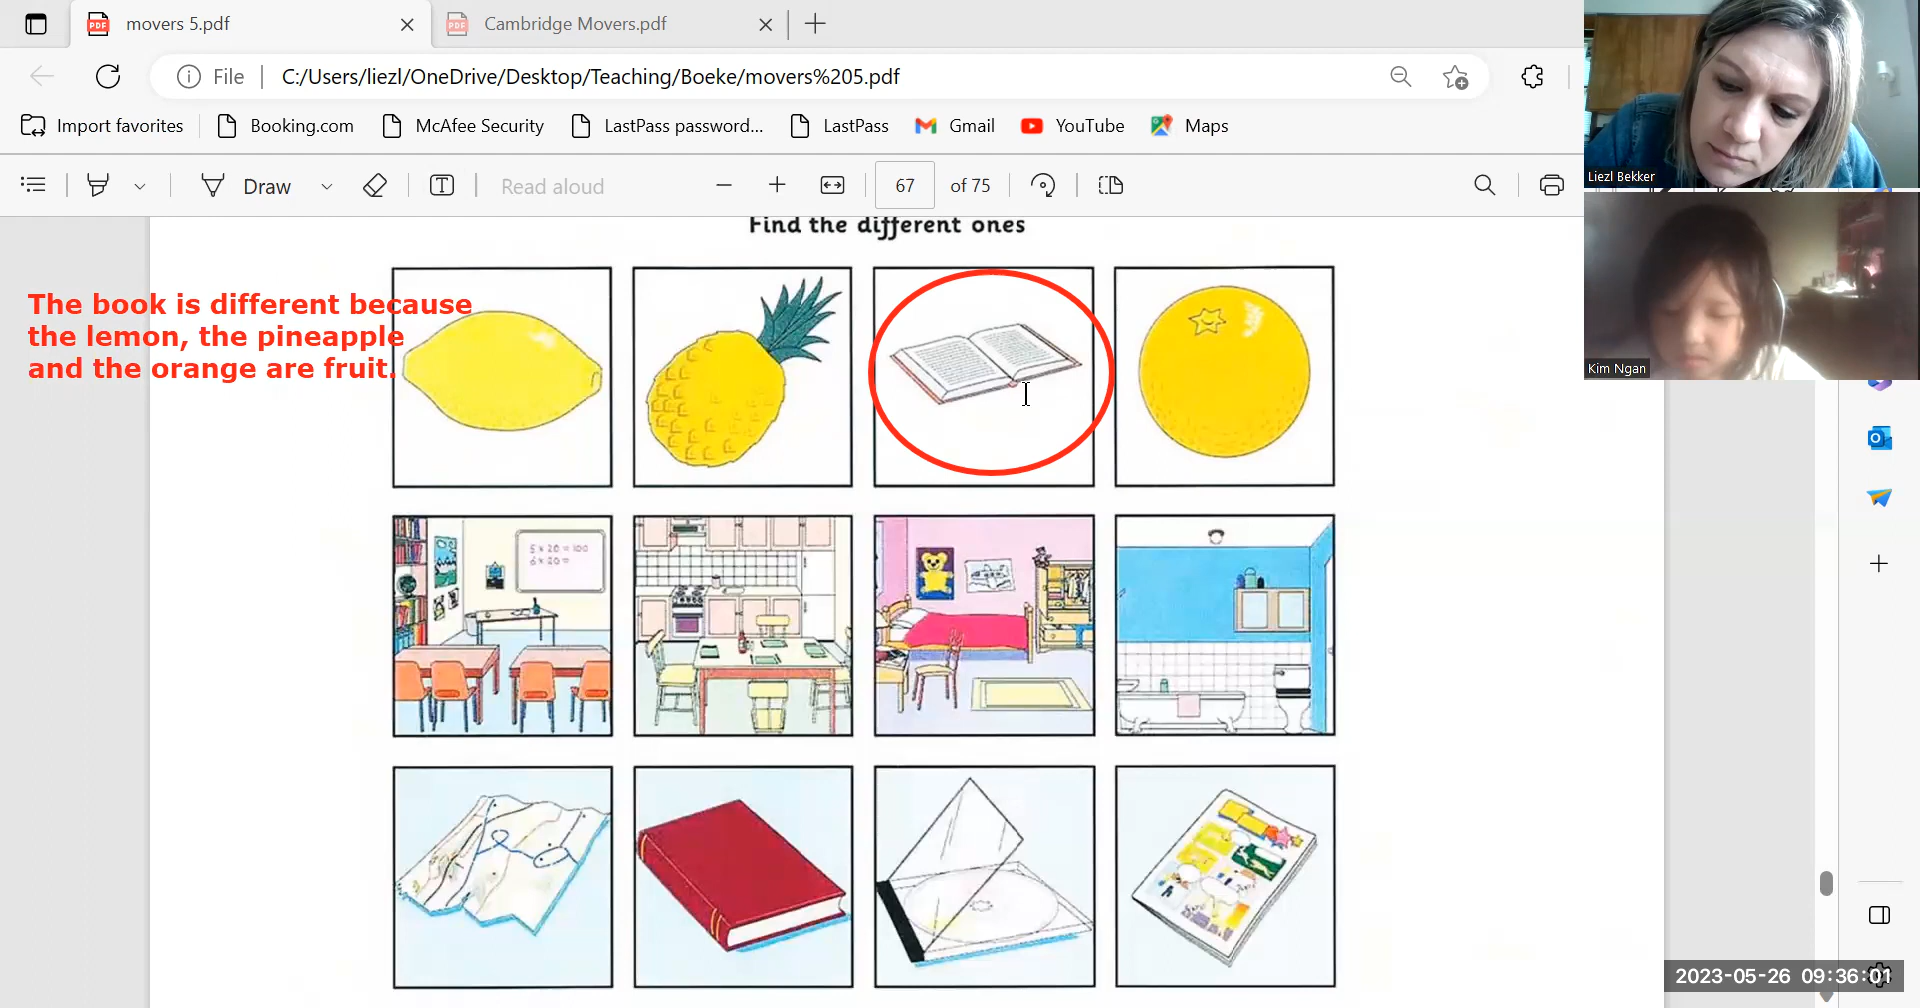 movers 5.pdf
Cambridge Movers.pdf
File
C:/Users/liezl/OneDrive/Desktop/Teaching/Boeke/movers%205.pdf
Import favorites
Booking.com
McAfee Security
LastPass password...
LastPass
Gmail
YouTube
Maps
Draw
Read aloud
67
of 75
Liezl Bekker
Kim Ngan
Find the different ones
The book is different because
the lemon, the pineapple
and the orange are fruit.
5 x 20 = 100
6 x 20 =
2023-05-26 09:36:01